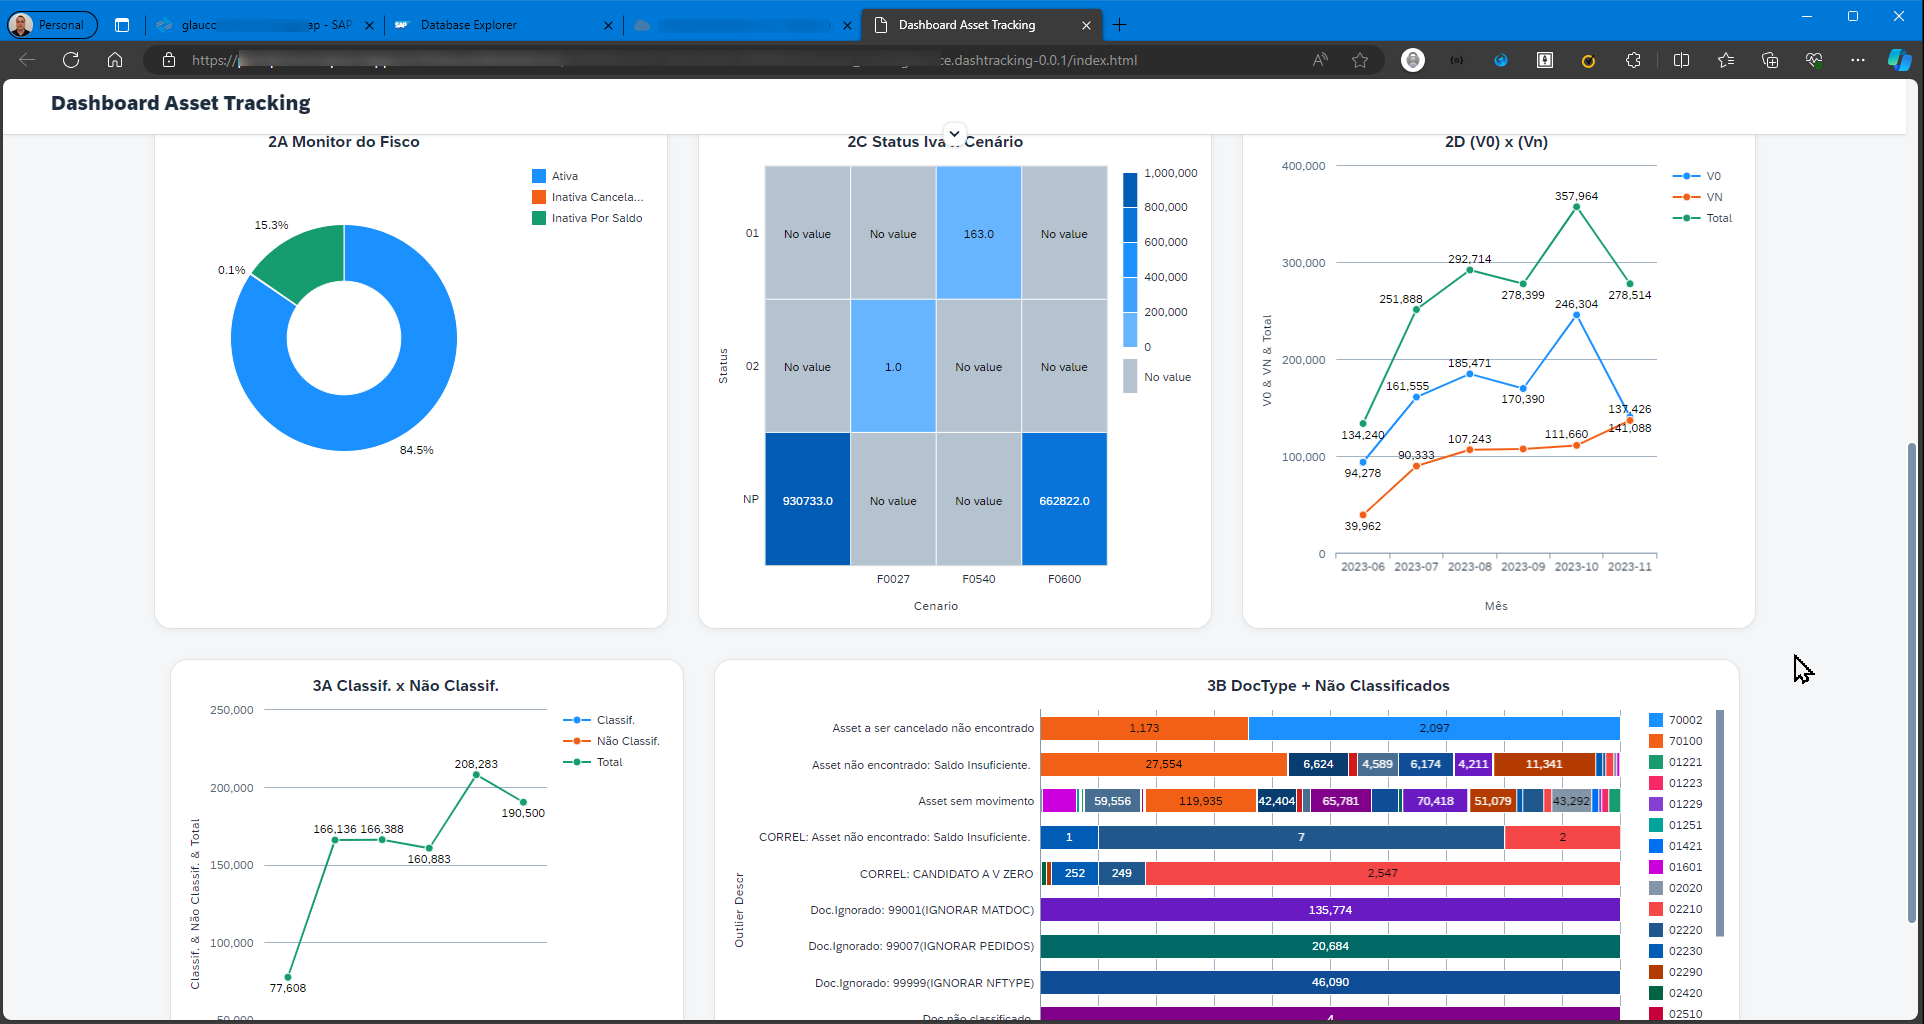 Personal
glauco
ap - SAP
Database Explorer
Dashboard Asset Tracking
https://
ce.dashtracking-0.0.1/index.html
Dashboard Asset Tracking
2A Monitor do Fisco
Ativa
Inativa Cancela...
Inativa Por Saldo
15.3%
0.1%
84.5%
2C Status Iva x Cenário
Status
01
No value
No value
163.0
No value
02
No value
1.0
No value
No value
NP
930733.0
No value
No value
662822.0
F0027
F0540
F0600
Cenario
1,000,000
800,000
600,000
400,000
200,000
0
No value
2D (V0) x (Vn)
V0
VN
Total
V0 & VN & Total
400,000
300,000
200,000
100,000
0
357,964
292,714
251,888
278,399
278,514
246,304
185,471
161,555
170,390
137,426
141,088
134,240
107,243
111,660
90,333
94,278
39,962
2023-06
2023-07
2023-08
2023-09
2023-10
2023-11
Mês
3A Classif. x Não Classif.
Classif.
Não Classif.
Total
Classif. & Não Classif. & Total
250,000
200,000
150,000
100,000
50,000
208,283
190,500
166,136
166,388
160,883
77,608
3B DocType + Não Classificados
Outlier Descr
Asset a ser cancelado não encontrado
1,173
2,097
Asset não encontrado: Saldo Insuficiente.
27,554
6,624
4,589
6,174
4,211
11,341
Asset sem movimento
59,556
119,935
42,404
65,781
70,418
51,079
43,292
CORREL: Asset não encontrado: Saldo Insuficiente.
1
7
2
CORREL: CANDIDATO A V ZERO
252
249
2,547
Doc.Ignorado: 99001(IGNORAR MATDOC)
135,774
Doc.Ignorado: 99007(IGNORAR PEDIDOS)
20,684
Doc.Ignorado: 99999(IGNORAR NFTYPE)
46,090
Doc não classificado.
4
70002
70100
01221
01223
01229
01251
01421
01601
02020
02210
02220
02230
02290
02420
02510